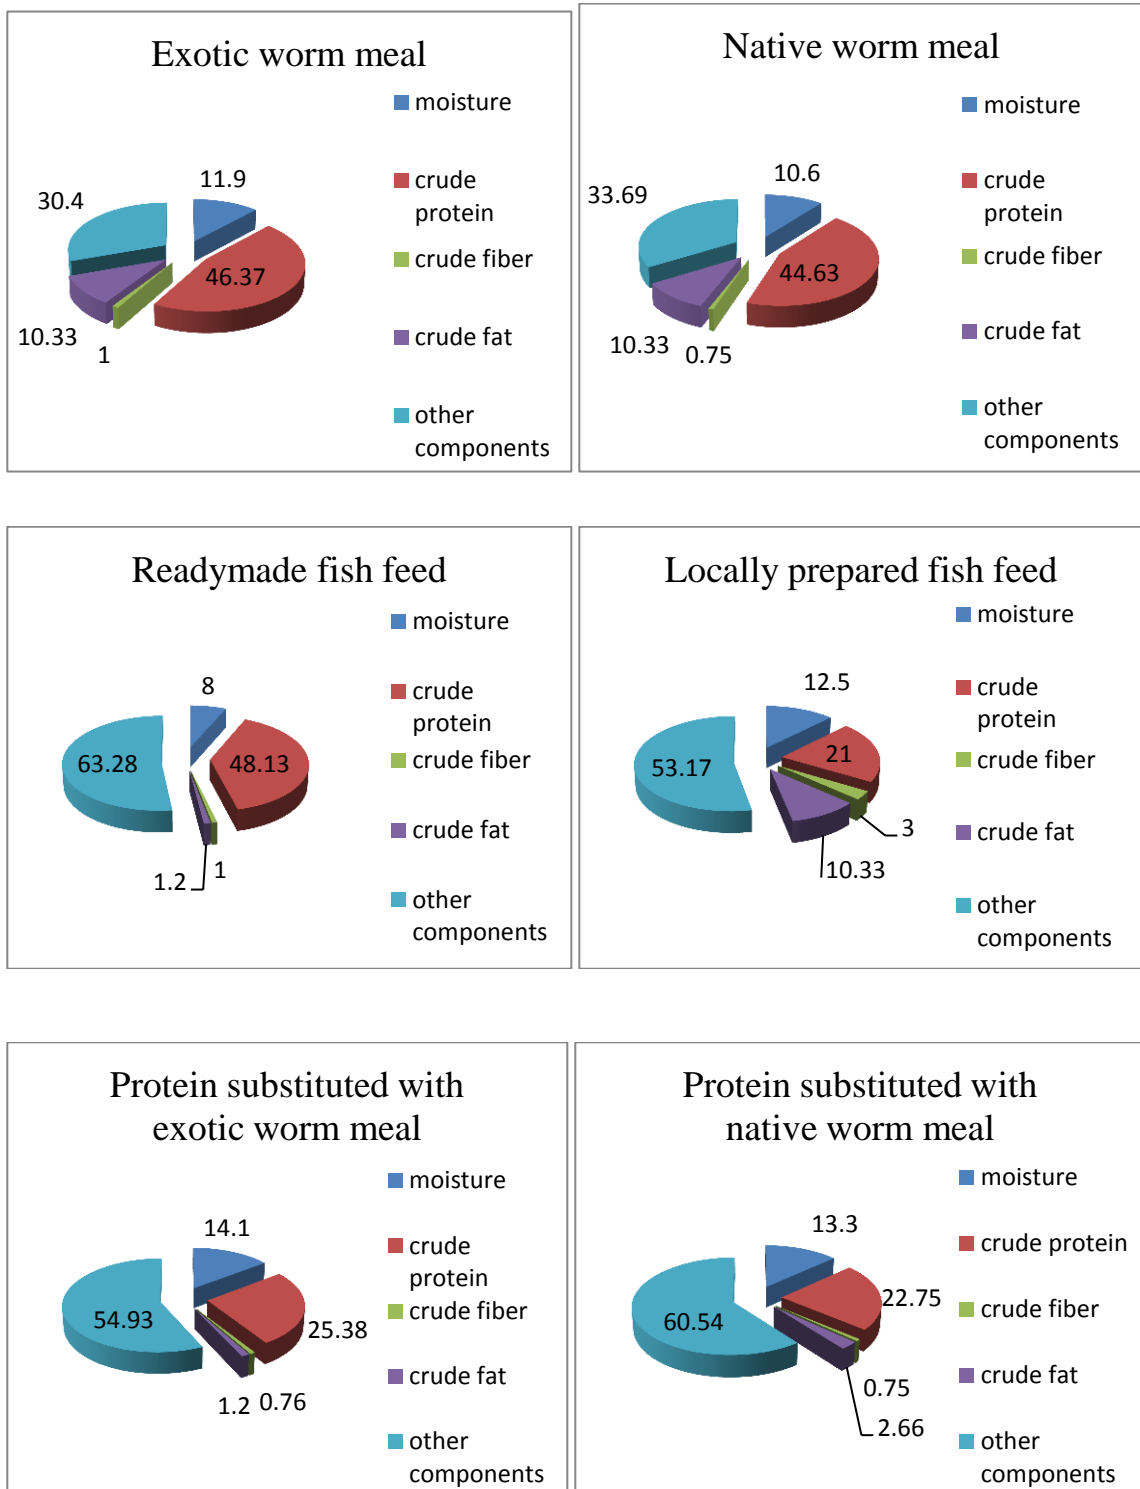 Exotic worm meal
moisture
crude
protein
crude fiber
crude fat
other
components
11.9
46.37
1
10.33
30.4
Native worm meal
moisture
crude
protein
crude fiber
crude fat
other
components
10.6
44.63
0.75
10.33
33.69
Readymade fish feed
moisture
crude
protein
crude fiber
crude fat
other
components
8
48.13
1
1.2
63.28
Locally prepared fish feed
moisture
crude
protein
crude fiber
crude fat
other
components
12.5
21
3
10.33
53.17
Protein substituted with
exotic worm meal
moisture
crude
protein
crude fiber
crude fat
other
components
14.1
25.38
0.76
1.2
54.93
Protein substituted with
native worm meal
moisture
crude protein
crude fiber
crude fat
other
components
13.3
22.75
0.75
2.66
60.54